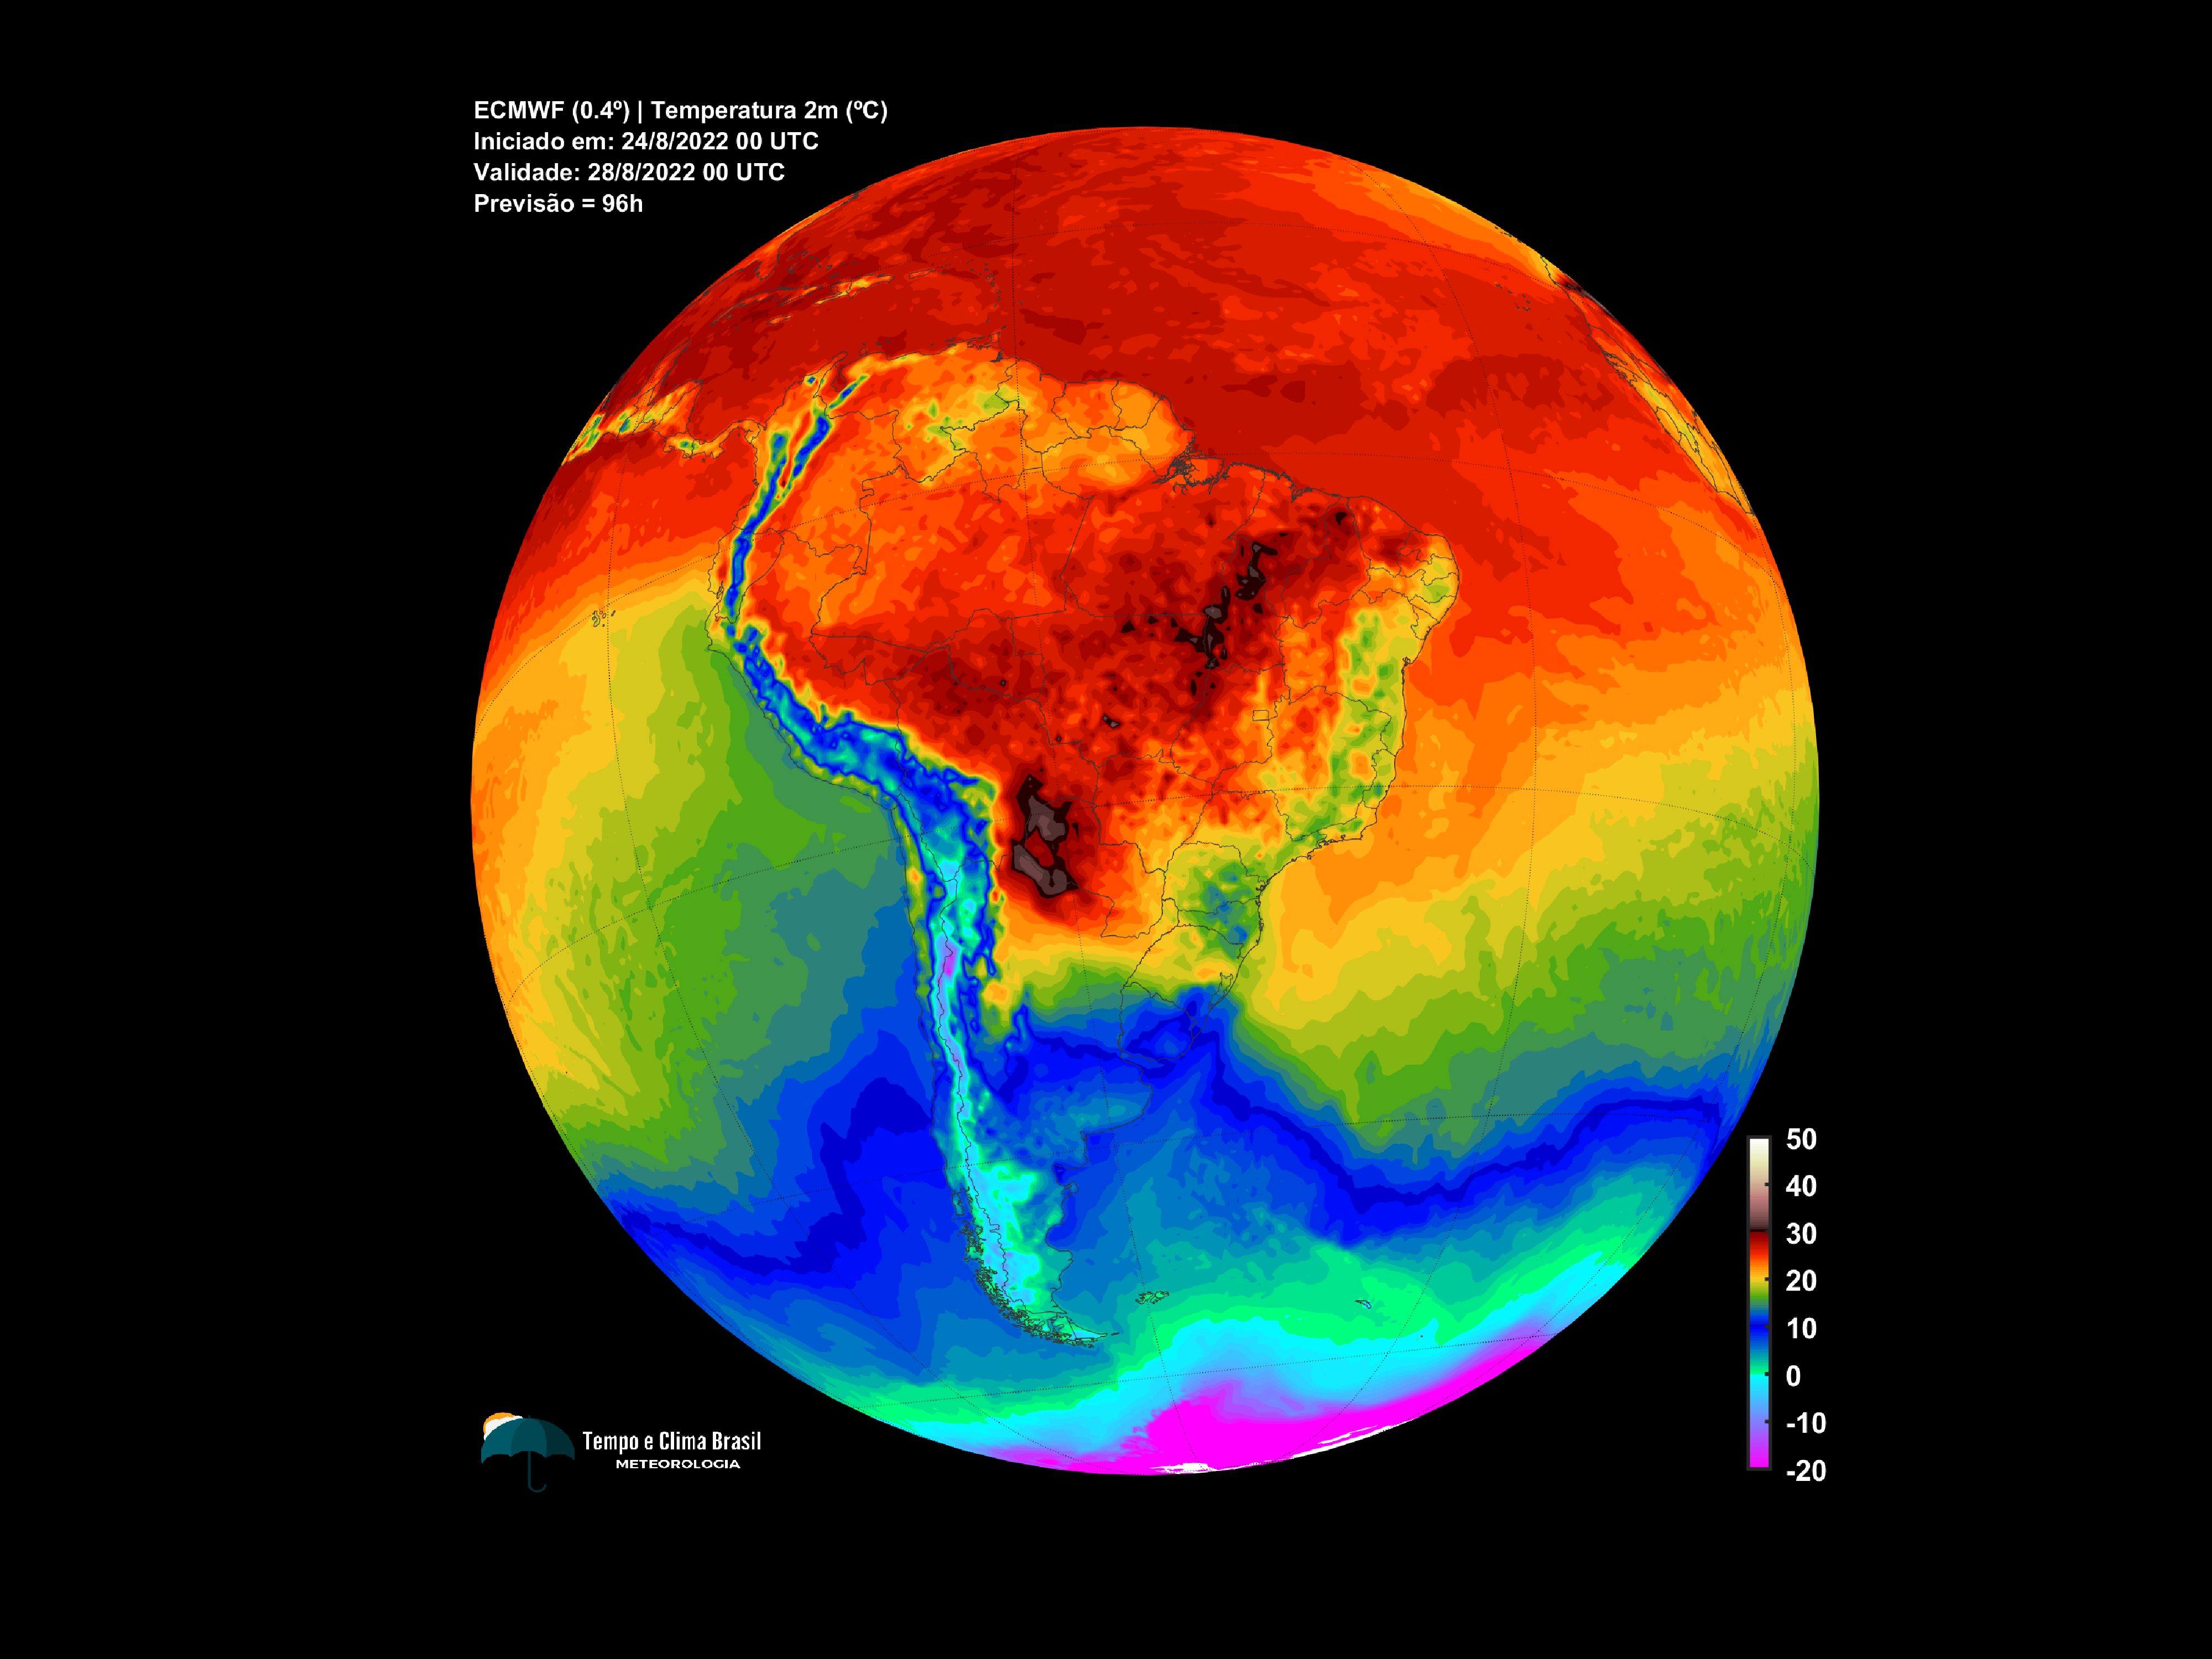 ECMWF (0.4º) | Temperatura 2m (ºC)
Iniciado em: 24/8/2022 00 UTC
Validade: 28/8/2022 00 UTC
Previsão = 96h
50
40
30
20
10
0
-10
-20
Tempo e Clima Brasil
METEOROLOGIA